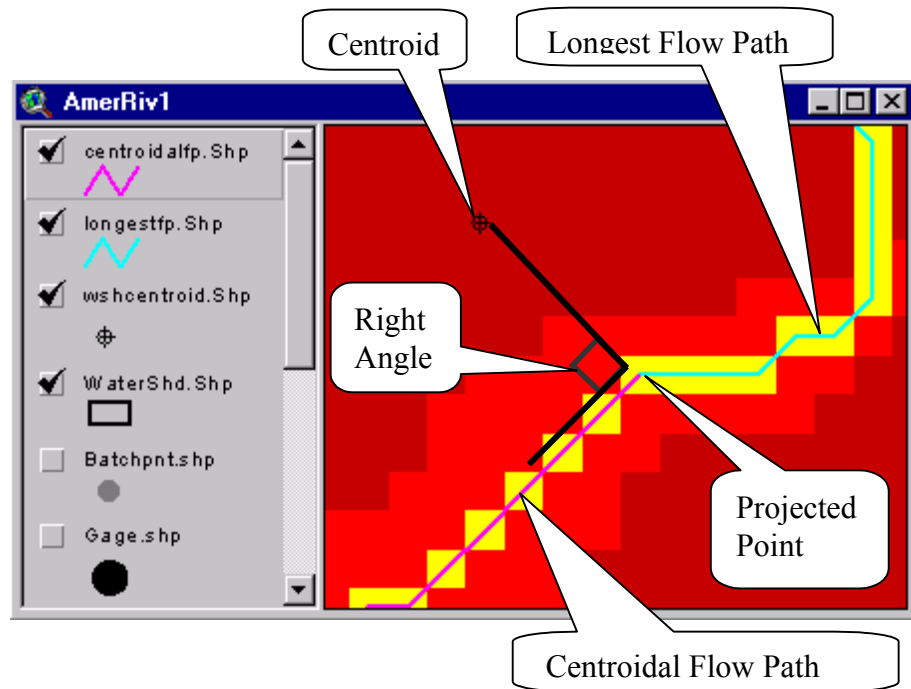 Centroid
Longest Flow Path
AmerRiv1
centroidalfp.Shp
longestfp.Shp
wshcentroid.Shp
WaterShd.Shp
Batchpnt.shp
Gage.shp
Right
Angle
Projected
Point
Centroidal Flow Path